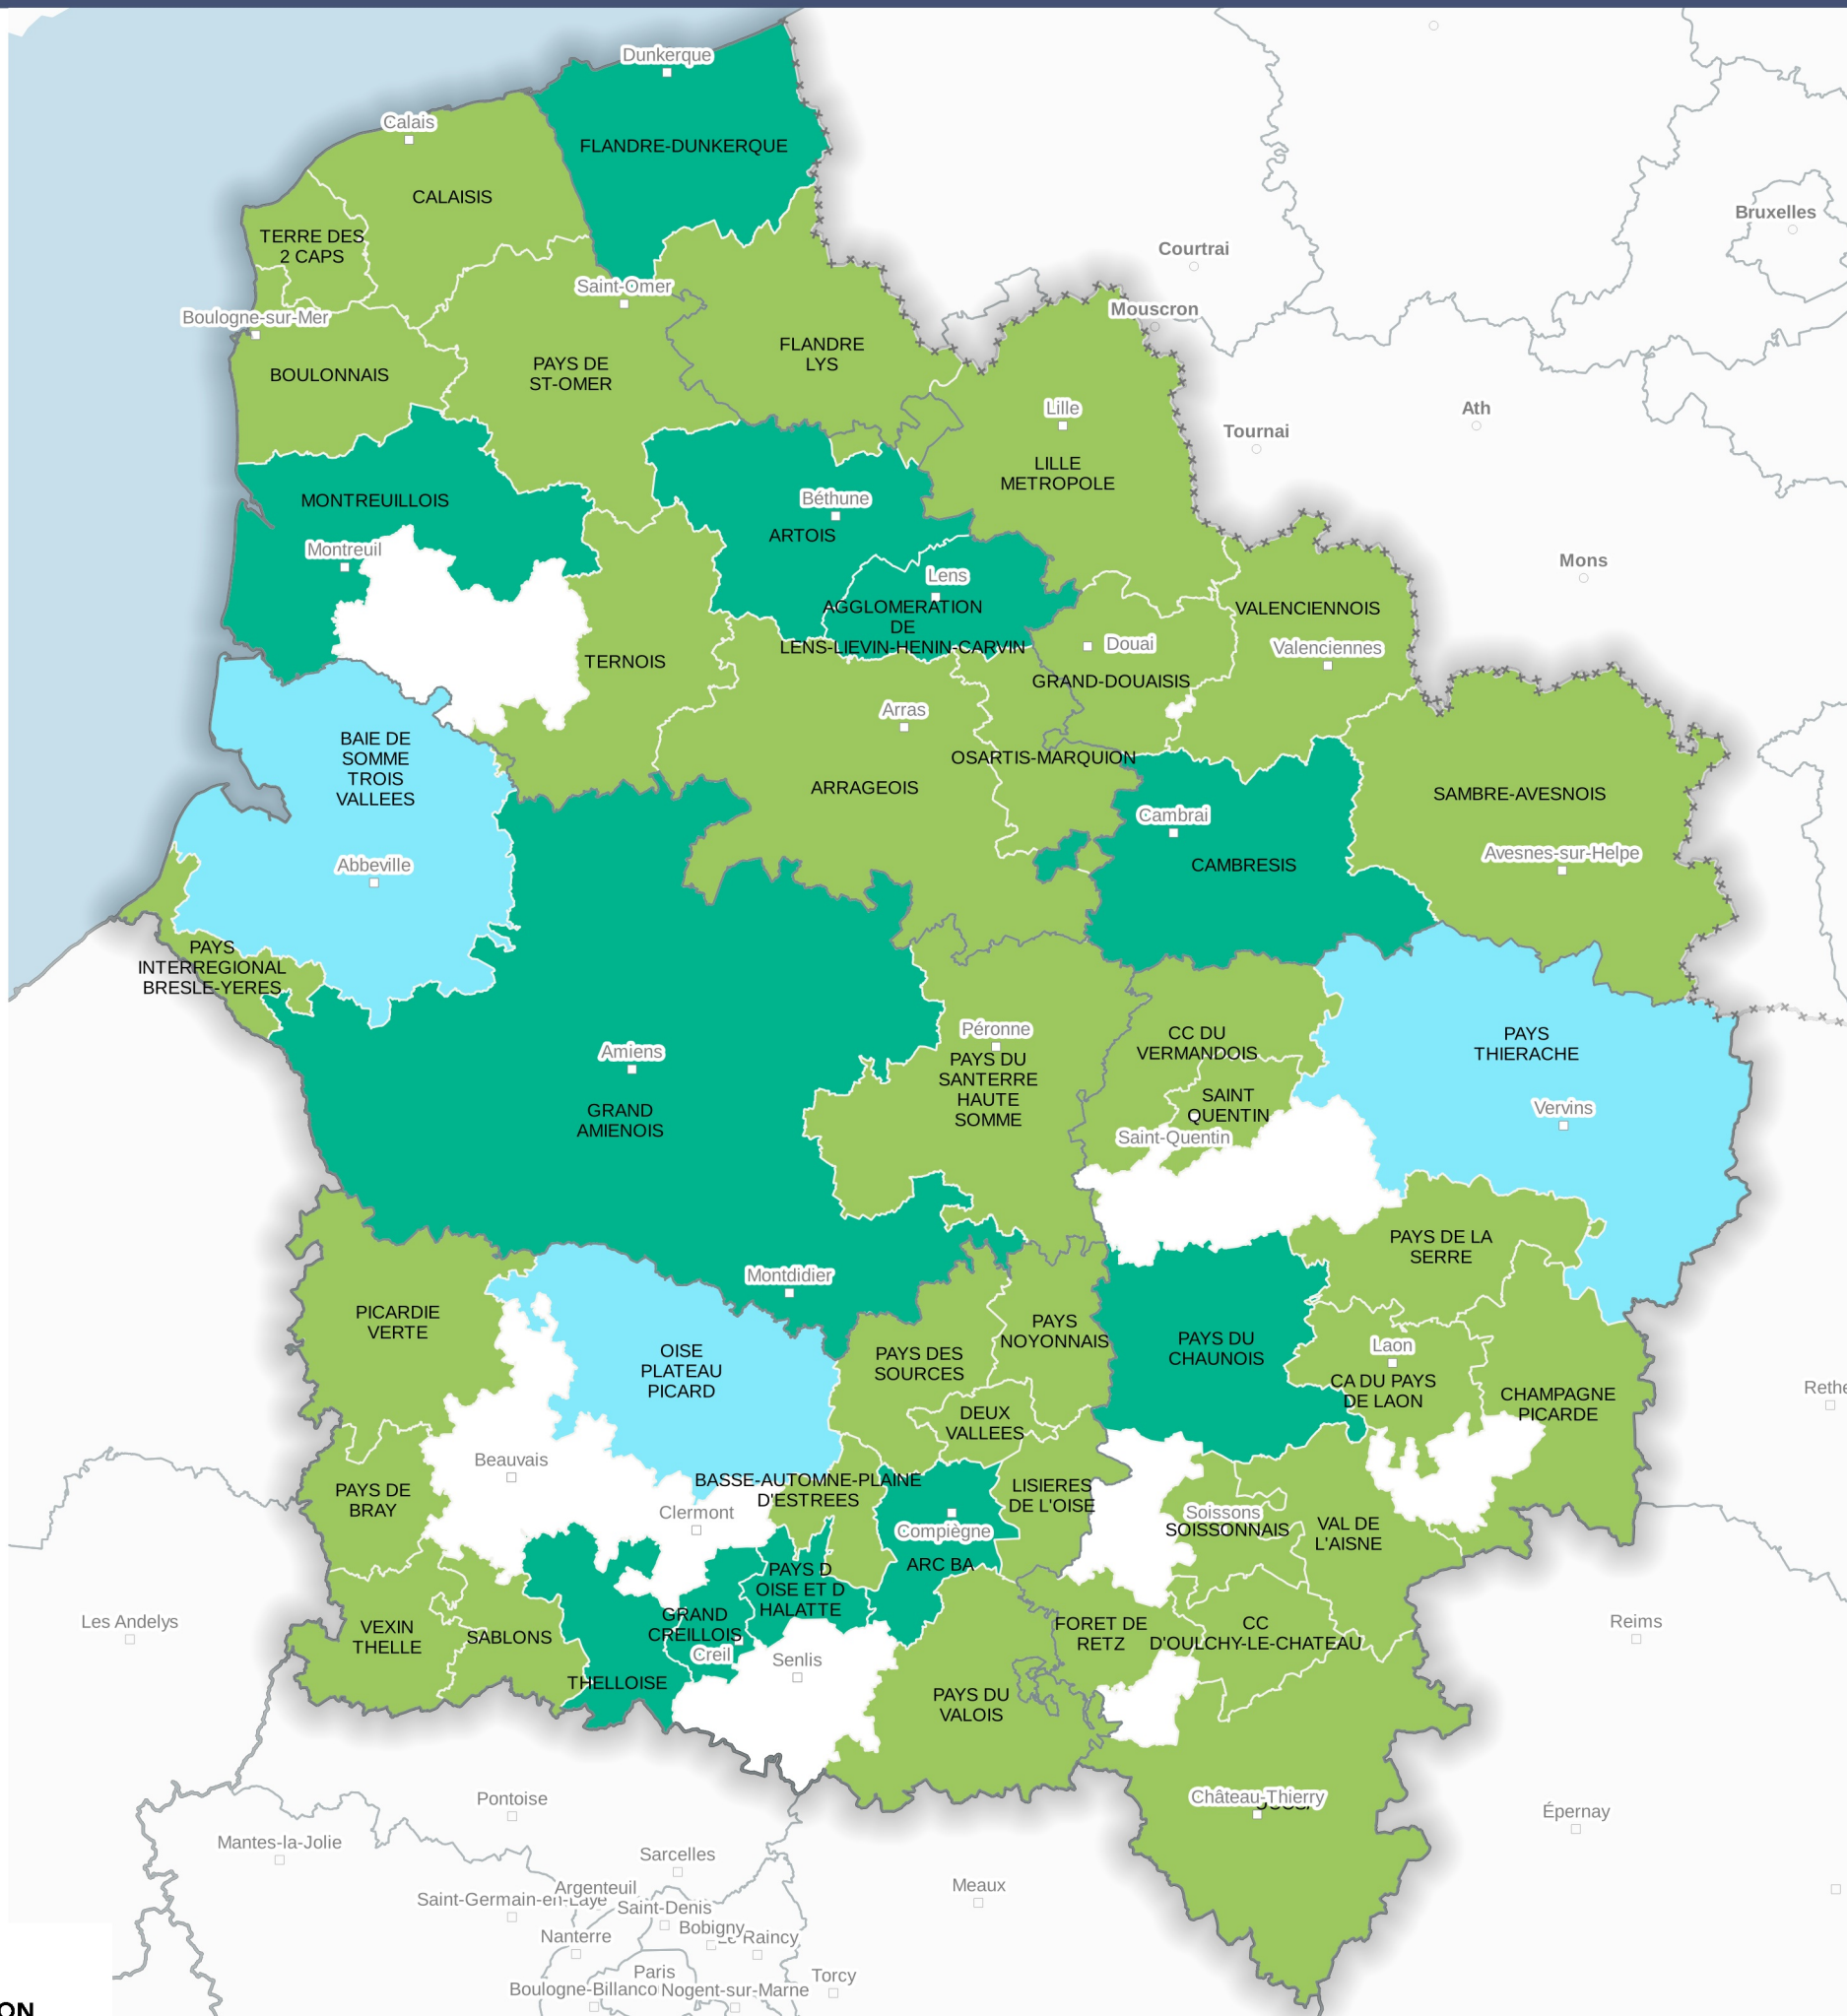 Dunkerque
Calais
FLANDRE-DUNKERQUE
CALAISIS
Bruxelles
TERRE DES
2 CAPS
Courtrai
Saint-Omer
Boulogne-sur-Mer
Mouscron
FLANDRE
LYS
PAYS DE
ST-OMER
BOULONNAIS
Lille
Ath
Tournai
LILLE
METROPOLE
MONTREUILLOIS
Béthune
ARTOIS
Montreuil
Mons
Lens
AGGLOMERATION
DE
LENS-LIEVIN-HENIN-CARVIN
VALENCIENNOIS
Douai
Valenciennes
TERNOIS
GRAND-DOUAISIS
Arras
BAIE DE
SOMME
TROIS
VALLEES
OSARTIS-MARQUION
ARRAGEOIS
SAMBRE-AVESNOIS
Cambrai
Avesnes-sur-Helpe
Abbeville
CAMBRESIS
PAYS
INTERREGIONAL
BRESLE-YERES
Péronne
CC DU
VERMANDOIS
PAYS
THIERACHE
Amiens
PAYS DU
SANTERRE
HAUTE
SOMME
SAINT
QUENTIN
Vervins
GRAND
AMIENOIS
Saint-Quentin
PAYS DE LA
SERRE
Montdidier
PICARDIE
VERTE
PAYS
NOYONNAIS
OISE
PLATEAU
PICARD
PAYS DES
SOURCES
PAYS DU
CHAUNOIS
Laon
CA DU PAYS
DE LAON
CHAMPAGNE
PICARDE
Rethe
DEUX
VALLEES
Beauvais
BASSE-AUTOMNE-PLAINE
D'ESTREES
LISIERES
DE L'OISE
PAYS DE
BRAY
Clermont
Compiègne
Soissons
SOISSONNAIS
VAL DE
L'AISNE
ARC BA
PAYS D
OISE ET D
HALATTE
Les Andelys
VEXIN
THELLE
SABLONS
GRAND
CREILLOIS
Creil
Senlis
FORET DE
RETZ
CC
D'OULCHY-LE-CHATEAU
Reims
THELLOISE
PAYS DU
VALOIS
Pontoise
Château-Thierry
Épernay
Mantes-la-Jolie
Sarcelles
Meaux
Argenteuil
Saint-Germain-en-Laye
Saint-Denis
Bobigny
Nanterre
Le Raincy
Paris
Torcy
Boulogne-Billanco
Nogent-sur-Marne
ON